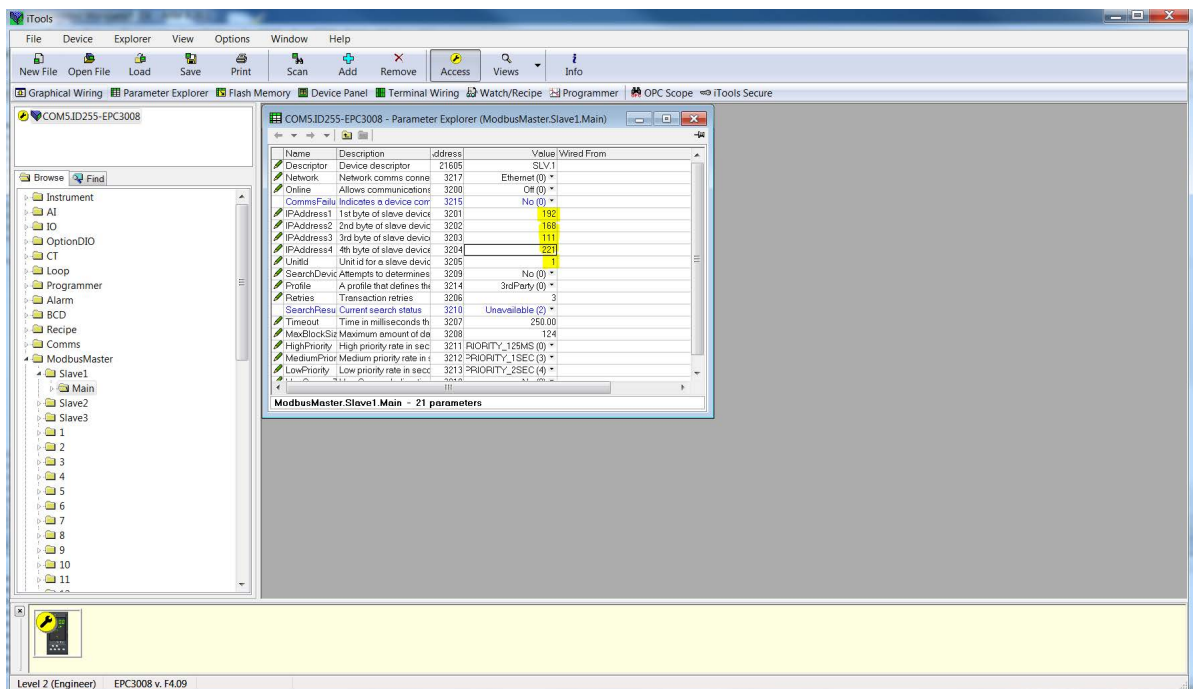 iTools
File Device Explorer View Options Window Help
New File Open File Load Save Print Scan Add Remove Access Views Info
Graphical Wiring Parameter Explorer Flash Memory Device Panel Terminal Wiring Watch/Recipe Programmer OPC Scope iTools Secure
COM5.ID255-EPC3008
Browse Find
Instrument
AI
IO
OptionDIO
CT
Loop
Programmer
Alarm
BCD
Recipe
Comms
ModbusMaster
Slave1
Main
Slave2
Slave3
1
2
3
4
5
6
7
8
9
10
11
COM5.ID255-EPC3008 - Parameter Explorer (ModbusMaster.Slave1.Main)
Name Description ddress Value Wired From
Descriptor Device descriptor 21605 SLV.1
Network Network comms conne 3217 Ethernet (0)
Online Allows communications 3200 Off (0)
CommsFailu Indicates a device com 3215 No (0)
IPAddress1 1st byte of slave device 3201 192
IPAddress2 2nd byte of slave devic 3202 168
IPAddress3 3rd byte of slave devic 3203 111
IPAddress4 4th byte of slave device 3204 221
UnitId Unit id for a slave devic 3205 1
SearchDevic Attempts to determines 3209 No (0)
Profile A profile that defines the 3214 3rdParty (0)
Retries Transaction retries 3206 3
SearchResu Current search status 3210 Unavailable (2)
Timeout Time in milliseconds th 3207 250.00
MaxBlockSiz Maximum amount of da 3208 124
HighPriority High priority rate in sec 3211 RIORITY_125MS (0)
MediumPrior Medium priority rate in s 3212 PRIORITY_1SEC (3)
LowPriority Low priority rate in seco 3213 PRIORITY_2SEC (4)
ModbusMaster.Slave1.Main - 21 parameters
Level 2 (Engineer) EPC3008 v. F4.09